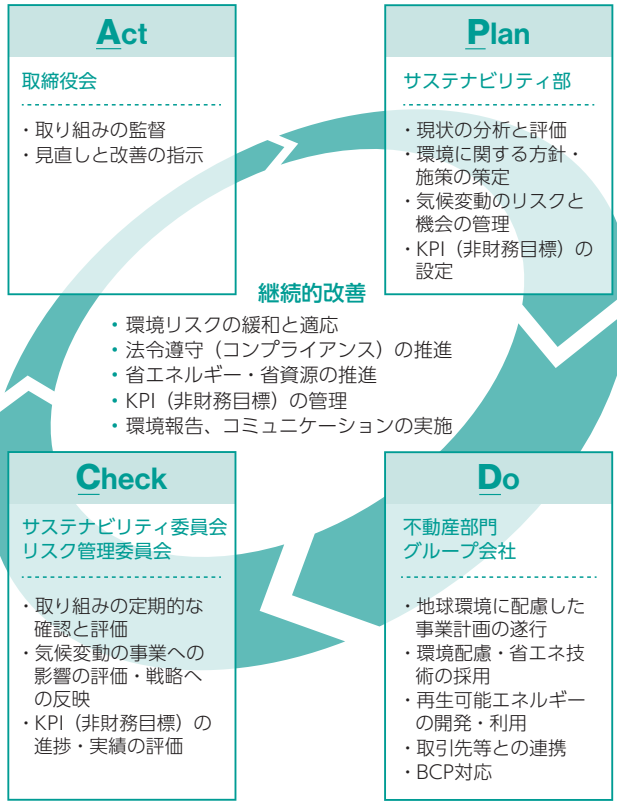 Act
取締役会
・取り組みの監督
・見直しと改善の指示
Plan
サステナビリティ部
・現状の分析と評価
・環境に関する方針・
施策の策定
・気候変動のリスクと
機会の管理
・KPI（非財務目標）の
設定
継続的改善
・環境リスクの緩和と適応
・法令遵守（コンプライアンス）の推進
・省エネルギー・省資源の推進
・KPI（非財務目標）の管理
・環境報告、コミュニケーションの実施
Check
サステナビリティ委員会
リスク管理委員会
・取り組みの定期的な
確認と評価
・気候変動の事業への
影響の評価・戦略へ
の反映
・KPI（非財務目標）の
進捗・実績の評価
Do
不動産部門
グループ会社
・地球環境に配慮した
事業計画の遂行
・環境配慮・省エネ技
術の採用
・再生可能エネルギー
の開発・利用
・取引先等との連携
・BCP対応